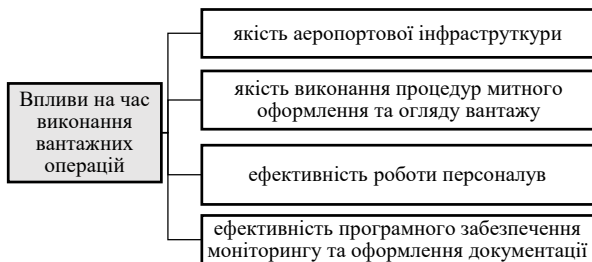 Впливи на час
виконання
вантажних
операцій
якість аеропортової інфраструткури
якість виконання процедур митного
оформлення та огляду вантажу
ефективність роботи персоналув
ефективність програмного забезпечення
моніторингу та оформлення документації